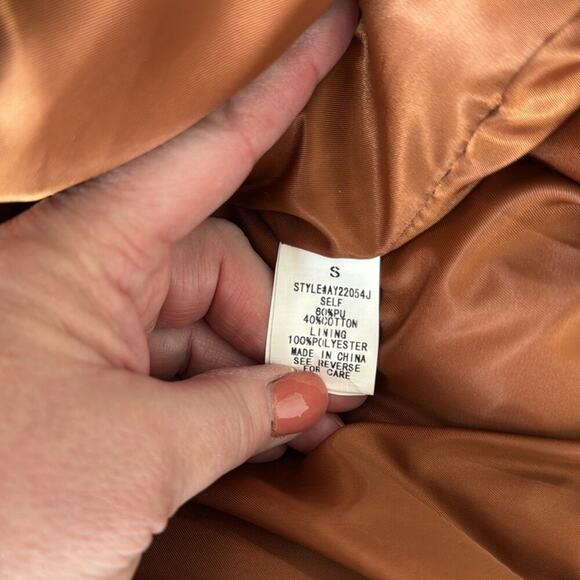 S
STYLE#AY22054J
SELF
60%PU
40%COTTON
LINING
100%POLYESTER
MADE IN CHINA
SEE REVERSE
FOR CARE